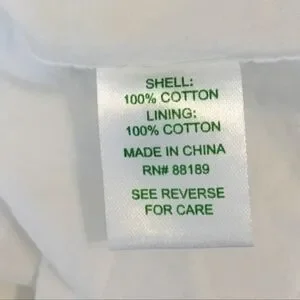 SHELL:
100% COTTON
LINING:
100% COTTON
MADE IN CHINA
RN# 88189
SEE REVERSE
FOR CARE